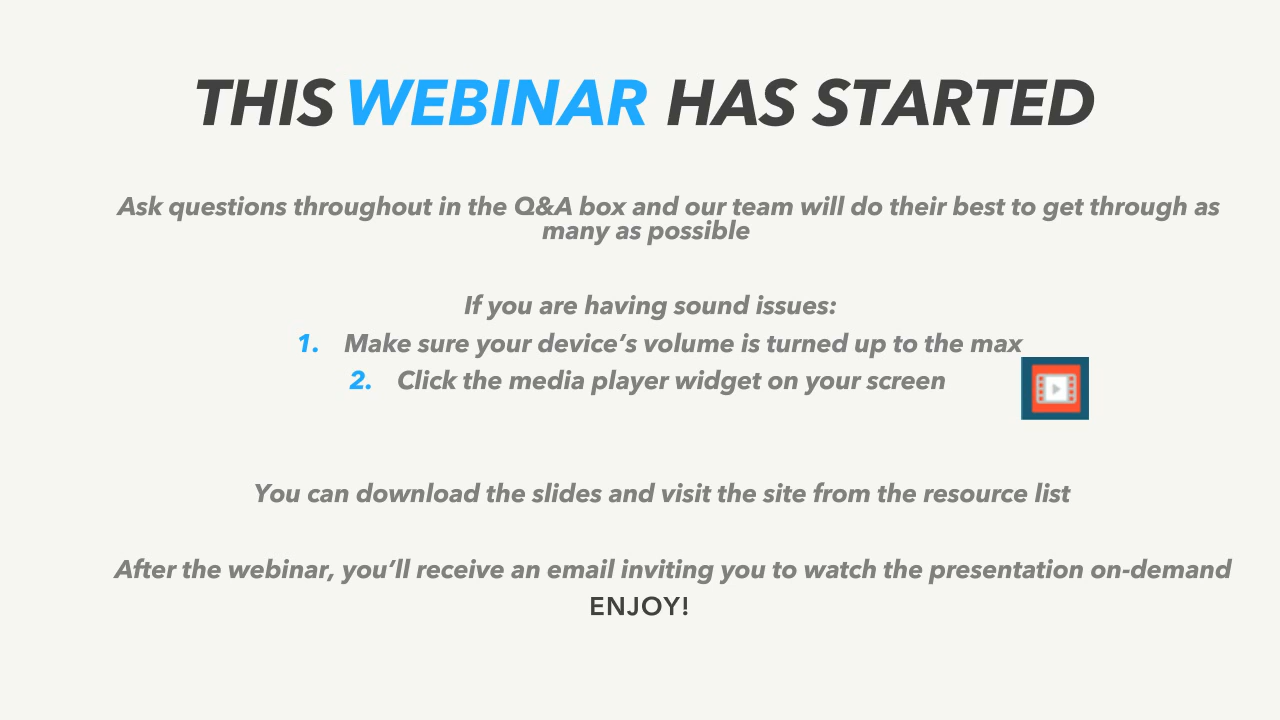 THIS WEBINAR HAS STARTED
Ask questions throughout in the Q&A box and our team will do their best to get through as
many as possible
If you are having sound issues:
1. Make sure your device’s volume is turned up to the max
2. Click the media player widget on your screen
You can download the slides and visit the site from the resource list
After the webinar, you’ll receive an email inviting you to watch the presentation on-demand
ENJOY!